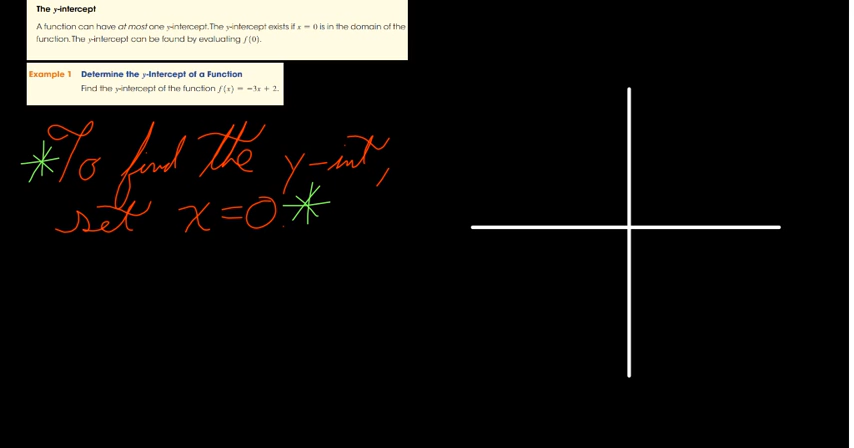 The y-intercept
A function can have at most one y-intercept. The y-intercept exists if x = 0 is in the domain of the
function. The y-intercept can be found by evaluating f(0).
Example 1 Determine the y-Intercept of a Function
Find the y-intercept of the function f(x) = -3x + 2.
*To find the y-int,
set x=0.*